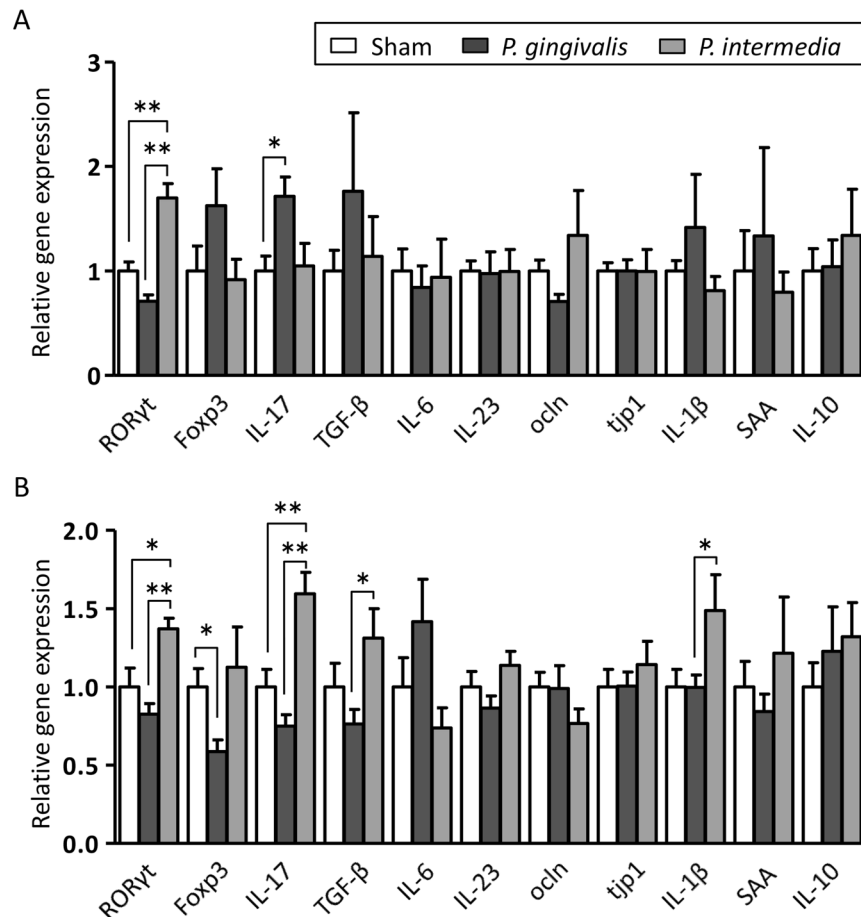 A
Sham P. gingivalis P. intermedia
Relative gene expression
3
2
1
0
** ** *
RORγt Foxp3 IL-17 TGF-β IL-6 IL-23 ocln tjp1 IL-1β SAA IL-10
B
Relative gene expression
2.0
1.5
1.0
0.5
0.0
* ** * ** ** * *
RORγt Foxp3 IL-17 TGF-β IL-6 IL-23 ocln tjp1 IL-1β SAA IL-10